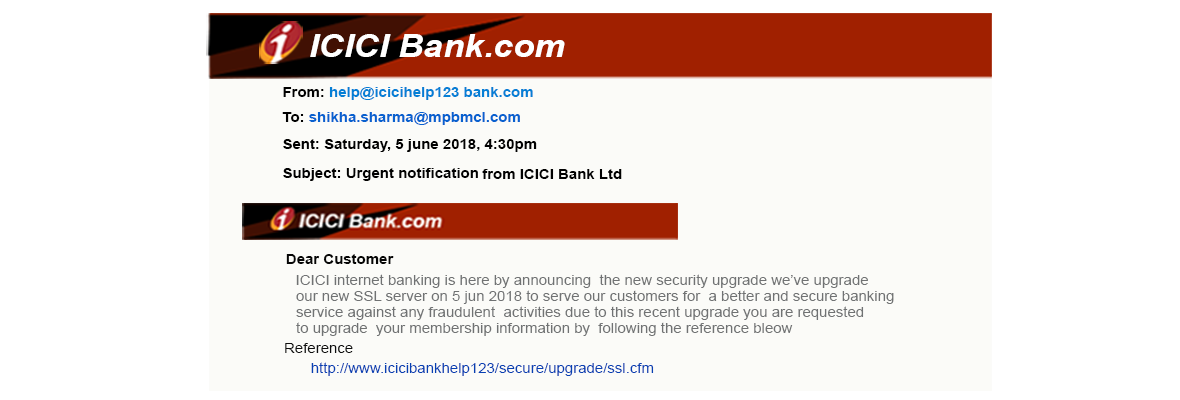 ICICI Bank.com
From: help@icicihelp123 bank.com
To: shikha.sharma@mpbmcl.com
Sent: Saturday, 5 june 2018, 4:30pm
Subject: Urgent notification from ICICI Bank Ltd
ICICI Bank.com
Dear Customer
ICICI internet banking is here by announcing the new security upgrade we’ve upgrade
our new SSL server on 5 jun 2018 to serve our customers for a better and secure banking
service against any fraudulent activities due to this recent upgrade you are requested
to upgrade your membership information by following the reference bleow
Reference
http://www.icicibankhelp123/secure/upgrade/ssl.cfm